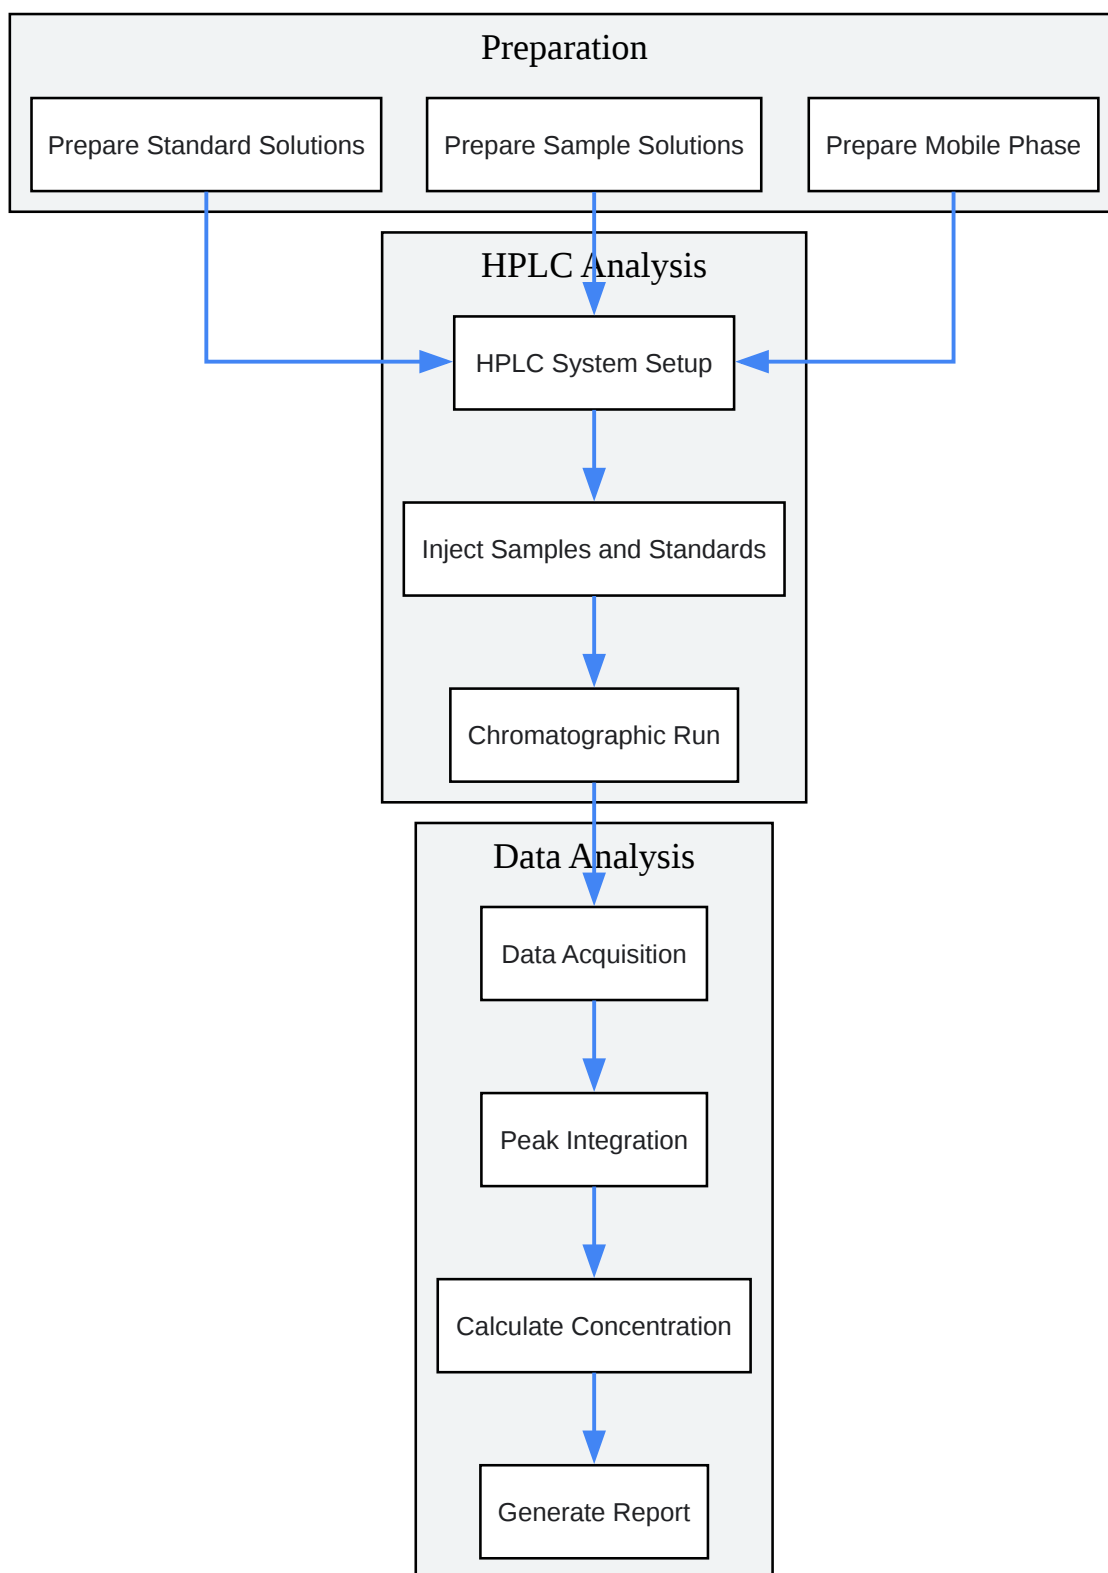 Preparation
Prepare Standard Solutions
Prepare Sample Solutions
Prepare Mobile Phase
HPLC Analysis
HPLC System Setup
Inject Samples and Standards
Chromatographic Run
Data Analysis
Data Acquisition
Peak Integration
Calculate Concentration
Generate Report